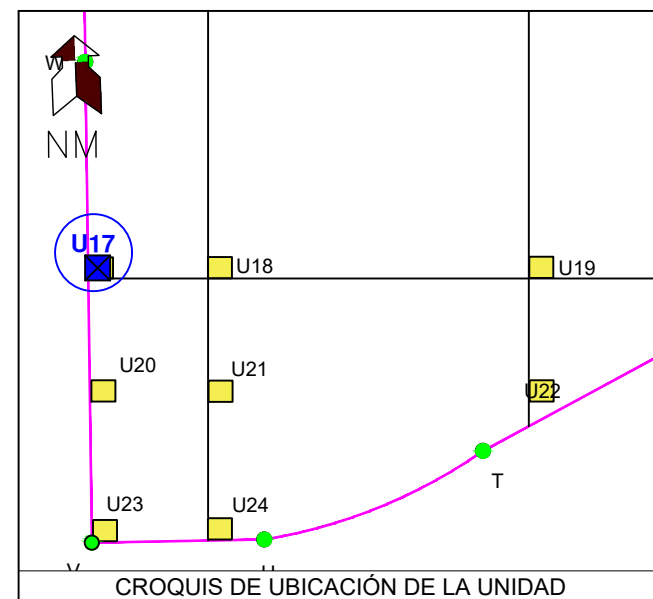 W
NM
U17
U18
U19
U20
U21
U22
U23
U24
T
CROQUIS DE UBICACIÓN DE LA UNIDAD